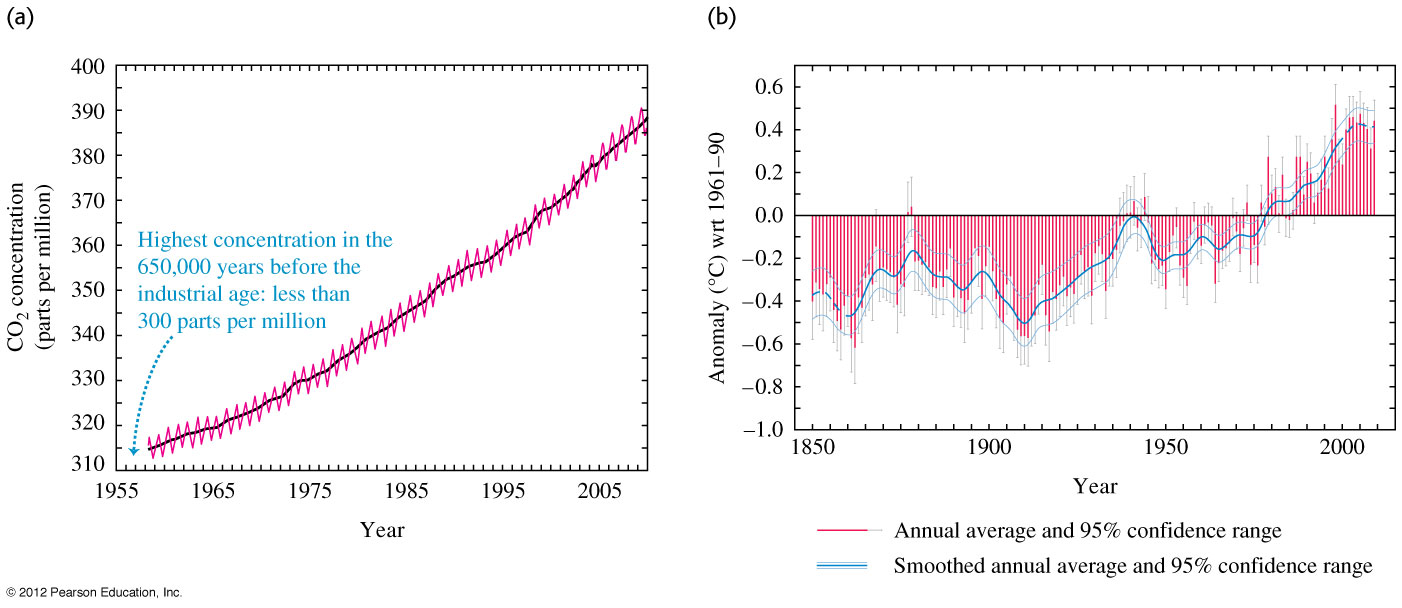 (a)
CO2 concentration
(parts per million)
400
390
380
370
360
350
340
330
320
310
Highest concentration in the
650,000 years before the
industrial age: less than
300 parts per million
1955 1965 1975 1985 1995 2005
Year
(b)
Anomaly (°C) wrt 1961–90
0.6
0.4
0.2
0.0
–0.2
–0.4
–0.6
–0.8
–1.0
1850 1900 1950 2000
Year
Annual average and 95% confidence range
Smoothed annual average and 95% confidence range
© 2012 Pearson Education, Inc.